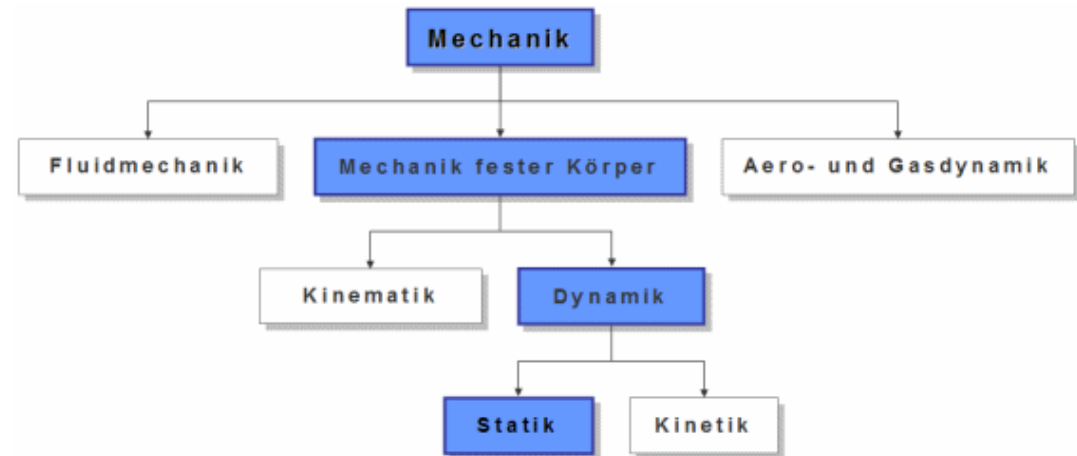 Mechanik
Fluidmechanik
Mechanik fester Körper
Aero- und Gasdynamik
Kinematik
Dynamik
Statik
Kinetik